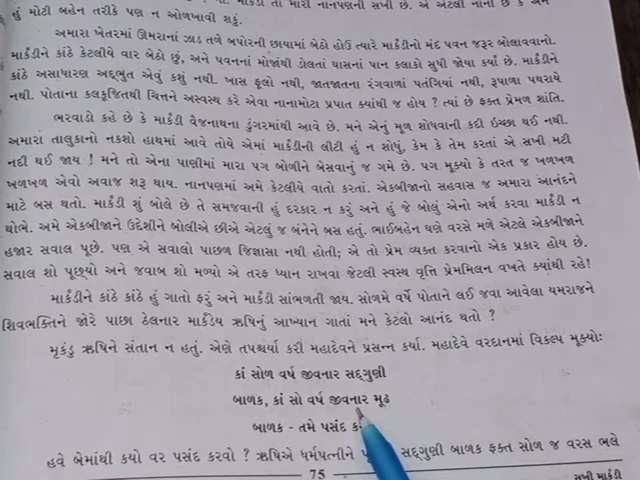 હું મોટી બહેન તરીકે પણ ન ઓળખાવી શકું.
અમારા ખેતરમાં ઊમરાનાં ઝાડ તળે બપોરની છાયામાં બેઠો હોઉં ત્યારે માર્કંડીનો મંદ પવન જરૂર બોલાવવાનો.
માર્કંડીને કાંઠે કેટલીયે વાર બેઠો છું, અને પવનનાં મોજાંથી ડોલતાં ઘાસનાં પાન કલાકો સુધી જોયા કર્યાં છે. માર્કંડીને
કાંઠે અસાધારણ અદ્ભુત એવું કશું નથી. ખાસ ફૂલો નથી, જાતજાતના રંગવાળાં પતંગિયાં નથી, રૂપાળા પથરાયે
નથી. પોતાના કલકૂજિતથી ચિત્તને અસ્વસ્થ કરે એવા નાનામોટા પ્રપાત ક્યાંથી જ હોય ? ત્યાં છે ફક્ત પ્રેમળ શાંતિ.
ભરવાડો કહે છે કે માર્કંડી વૈજનાથના ડુંગરમાંથી આવે છે. મને એનું મૂળ શોધવાની કદી ઇચ્છા થઈ નથી.
અમારા તાલુકાનો નકશો હાથમાં આવે તોયે એમાં માર્કંડીની લીટી હું ન શોધું. કેમ કે તેમ કરતાં એ સખી મટી
નદી થઈ જાય ! મને તો એના પાણીમાં મારા પગ બોળીને બેસવાનું જ ગમે છે. પગ મૂક્યો કે તરત જ ખળખળ
ખળખળ એવો અવાજ શરૂ થાય. નાનપણમાં અમે કેટલીયે વાતો કરતાં. એકબીજાનો સહવાસ જ અમારા આનંદને
માટે બસ થતો. માર્કંડી શું બોલે છે તે સમજવાની હું દરકાર ન કરું અને હું જે બોલું એનો અર્થ કરવા માર્કંડી ન
થોભે. અમે એકબીજાને ઉદ્દેશીને બોલીએ છીએ એટલું જ બંનેને બસ હતું. ભાઈબહેન ઘણે વરસે મળે એટલે એકબીજાને
હજાર સવાલ પૂછે. પણ એ સવાલો પાછળ જિજ્ઞાસા નથી હોતી; એ તો પ્રેમ વ્યક્ત કરવાનો એક પ્રકાર હોય છે.
સવાલ શો પૂછ્યો અને જવાબ શો મળ્યો એ તરફ ધ્યાન રાખવા જેટલી સ્વસ્થ વૃત્તિ પ્રેમમિલન વખતે ક્યાંથી રહે!
માર્કંડીને કાંઠે કાંઠે હું ગાતો ફરું અને માર્કંડી સાંભળતી જાય. સોળમે વર્ષે પોતાને લઈ જવા આવેલા યમરાજને
શિવભક્તિને જોરે પાછા ઠેલનાર માર્કંડેય ઋષિનું આખ્યાન ગાતાં મને કેટલો આનંદ થતો ?
મૃકંડુ ઋષિને સંતાન ન હતું. એણે તપશ્ચર્યા કરી મહાદેવને પ્રસન્ન કર્યા. મહાદેવે વરદાનમાં વિકલ્પ મૂક્યોઃ
કાં સોળ વર્ષ જીવનાર સદ્ગુણી
બાળક, કાં સો વર્ષ જીવનાર મૂઢ
બાળક - તમે પસંદ
હવે બેમાંથી કયો વર પસંદ કરવો ? ઋષિએ ધર્મપત્નીને સદ્ગુણી બાળક ફક્ત સોળ જ વરસ ભલે
75
સખી માર્કંડી